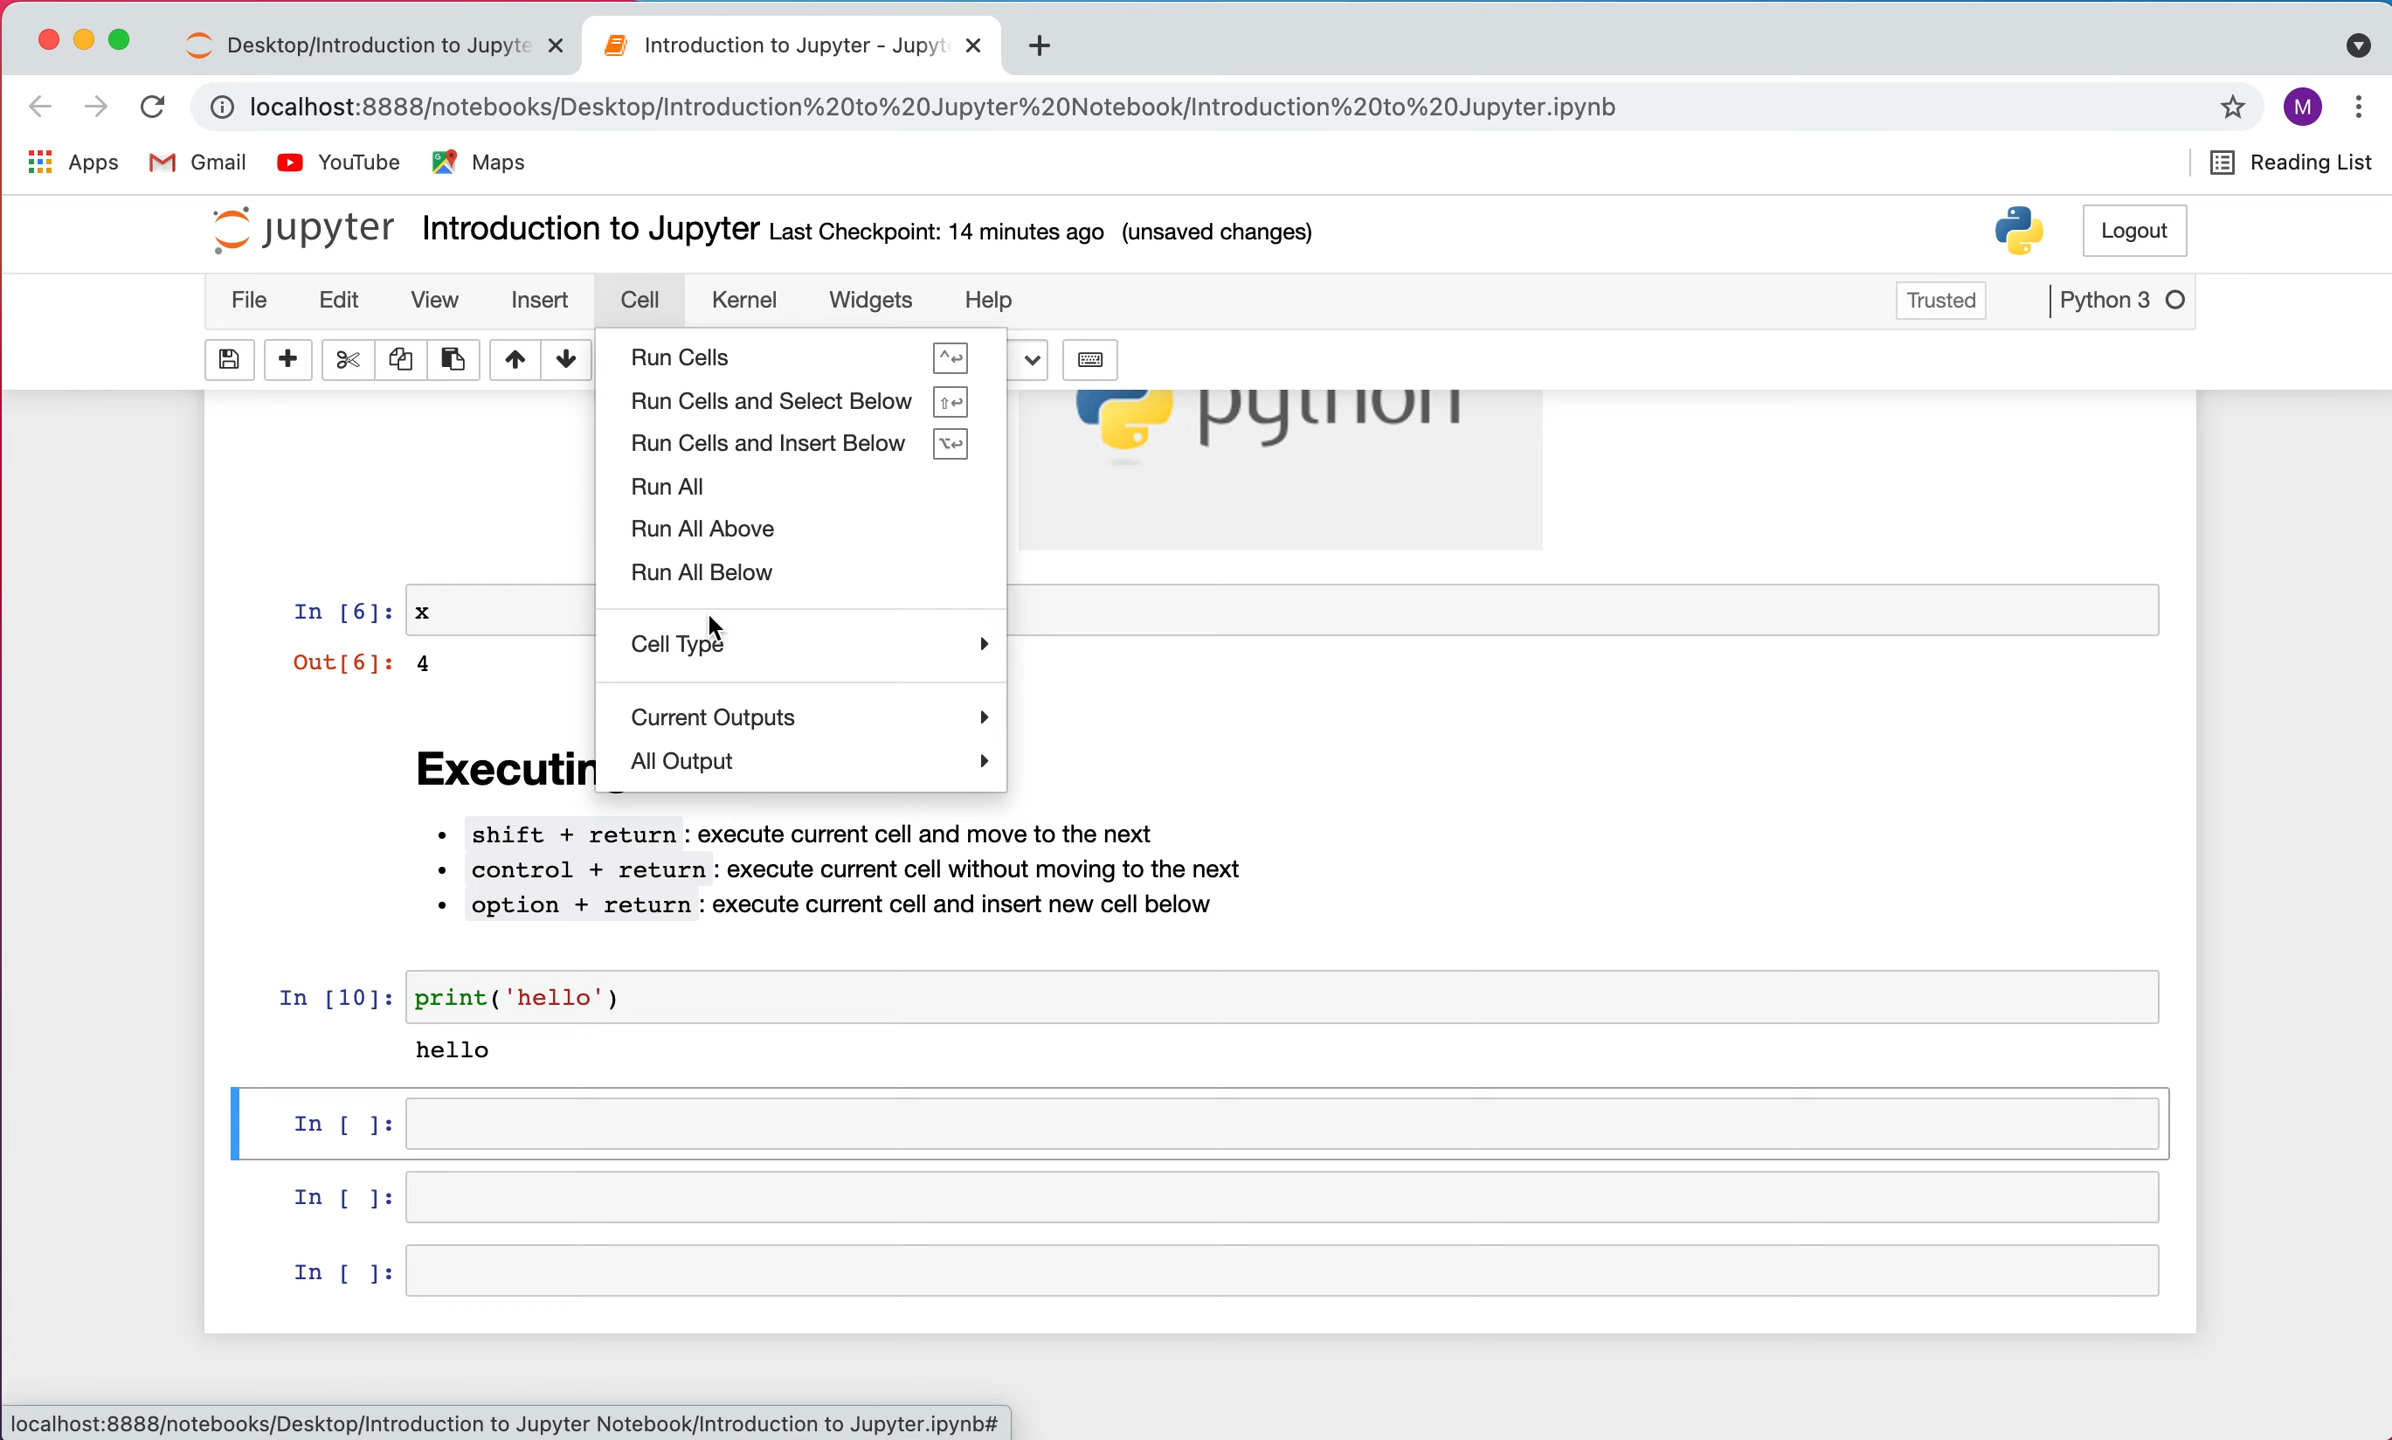 Desktop/Introduction to Jupyte
Introduction to Jupyter - Jupyt
localhost:8888/notebooks/Desktop/Introduction%20to%20Jupyter%20Notebook/Introduction%20to%20Jupyter.ipynb
M
Apps Gmail YouTube Maps Reading List
jupyter Introduction to Jupyter Last Checkpoint: 14 minutes ago (unsaved changes) Logout
File Edit View Insert Cell Kernel Widgets Help Trusted Python 3
Run Cells
Run Cells and Select Below
Run Cells and Insert Below
Run All
Run All Above
Run All Below
Cell Type
Current Outputs
All Output
python
In [6]: x
Out[6]: 4
Executin
• shift + return : execute current cell and move to the next
• control + return : execute current cell without moving to the next
• option + return : execute current cell and insert new cell below
In [10]: print('hello')
hello
In [ ]:
In [ ]:
In [ ]:
localhost:8888/notebooks/Desktop/Introduction to Jupyter Notebook/Introduction to Jupyter.ipynb#